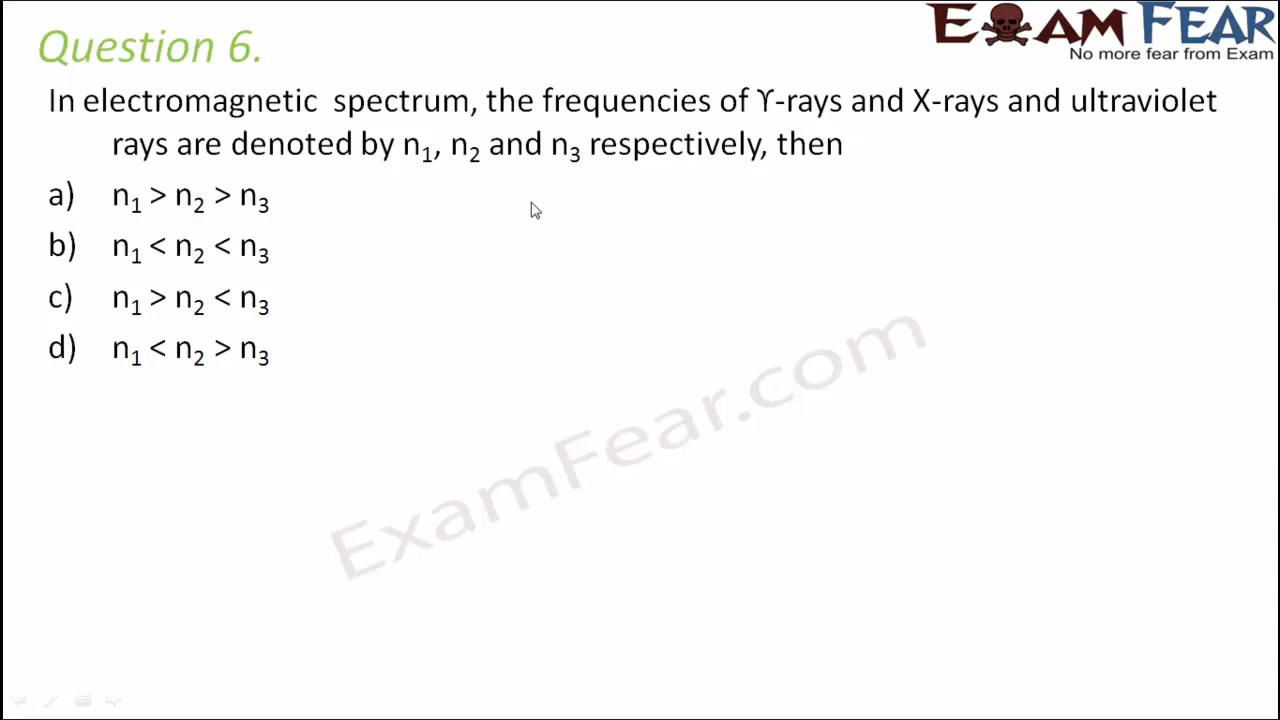 EXAM FEAR
No more fear from Exam
Question 6.
In electromagnetic spectrum, the frequencies of ϒ-rays and X-rays and ultraviolet
rays are denoted by n₁, n₂ and n₃ respectively, then
a) n₁ > n₂ > n₃
b) n₁ < n₂ < n₃
c) n₁ > n₂ < n₃
d) n₁ < n₂ > n₃
ExamFear.com